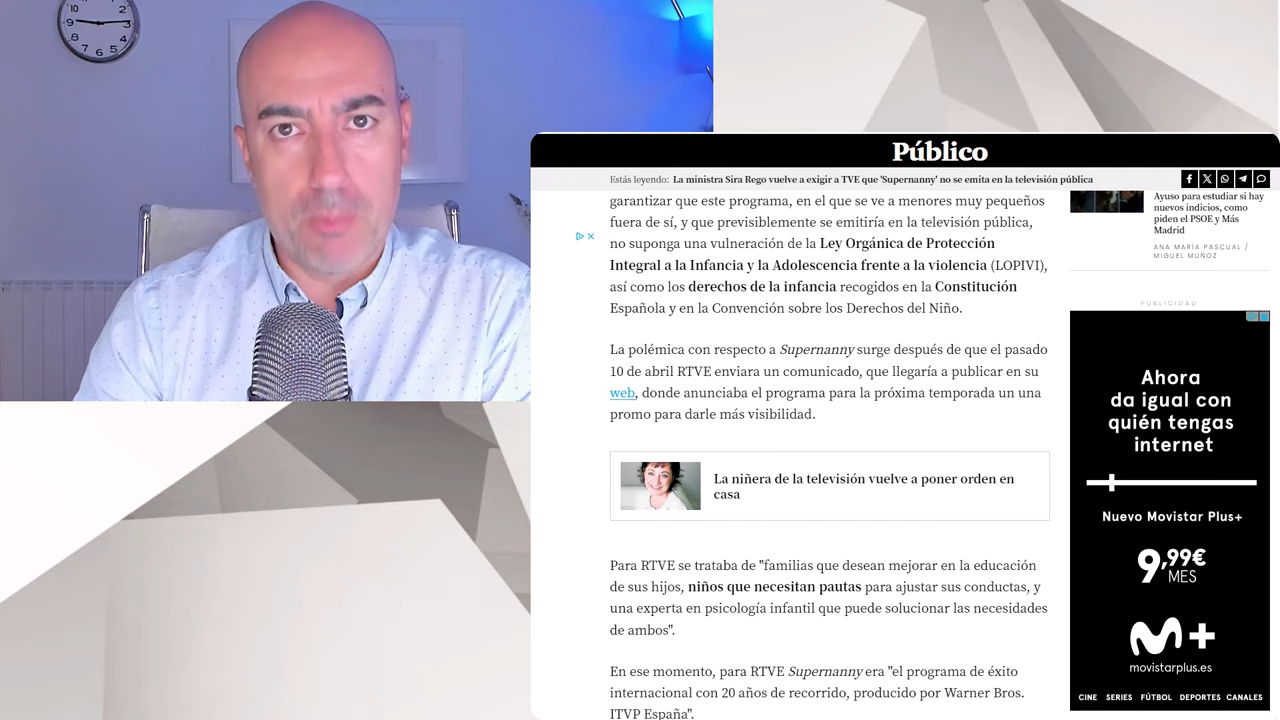 Público
Estás leyendo: La ministra Sira Rego vuelve a exigir a TVE que 'Supernanny' no se emita en la televisión pública
garantizar que este programa, en el que se ve a menores muy pequeños
fuera de sí, y que previsiblemente se emitiría en la televisión pública,
no suponga una vulneración de la Ley Orgánica de Protección
Integral a la Infancia y la Adolescencia frente a la violencia (LOPIVI),
así como los derechos de la infancia recogidos en la Constitución
Española y en la Convención sobre los Derechos del Niño.
La polémica con respecto a Supernanny surge después de que el pasado
10 de abril RTVE enviara un comunicado, que llegaría a publicar en su
web, donde anunciaba el programa para la próxima temporada un una
promo para darle más visibilidad.
La niñera de la televisión vuelve a poner orden en
casa
Para RTVE se trataba de "familias que desean mejorar en la educación
de sus hijos, niños que necesitan pautas para ajustar sus conductas, y
una experta en psicología infantil que puede solucionar las necesidades
de ambos".
En ese momento, para RTVE Supernanny era "el programa de éxito
internacional con 20 años de recorrido, producido por Warner Bros.
ITVP España".
Ayuso para estudiar si hay
nuevos indicios, como
piden el PSOE y Más
Madrid
ANA MARÍA PASCUAL /
MIGUEL MUÑOZ
PUBLICIDAD
Ahora
da igual con
quién tengas
internet
Nuevo Movistar Plus+
9,99€
MES
M+
movistarplus.es
CINE SERIES FÚTBOL DEPORTES CANALES